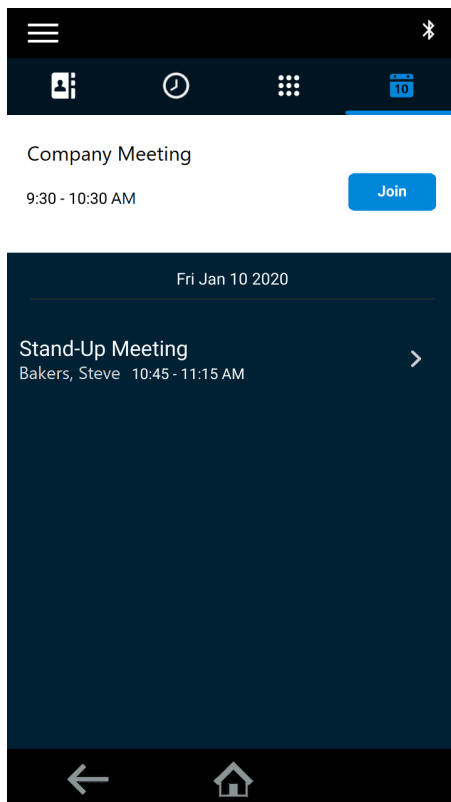 10
Company Meeting
9:30 - 10:30 AM
Join
Fri Jan 10 2020
Stand-Up Meeting
Bakers, Steve 10:45 - 11:15 AM